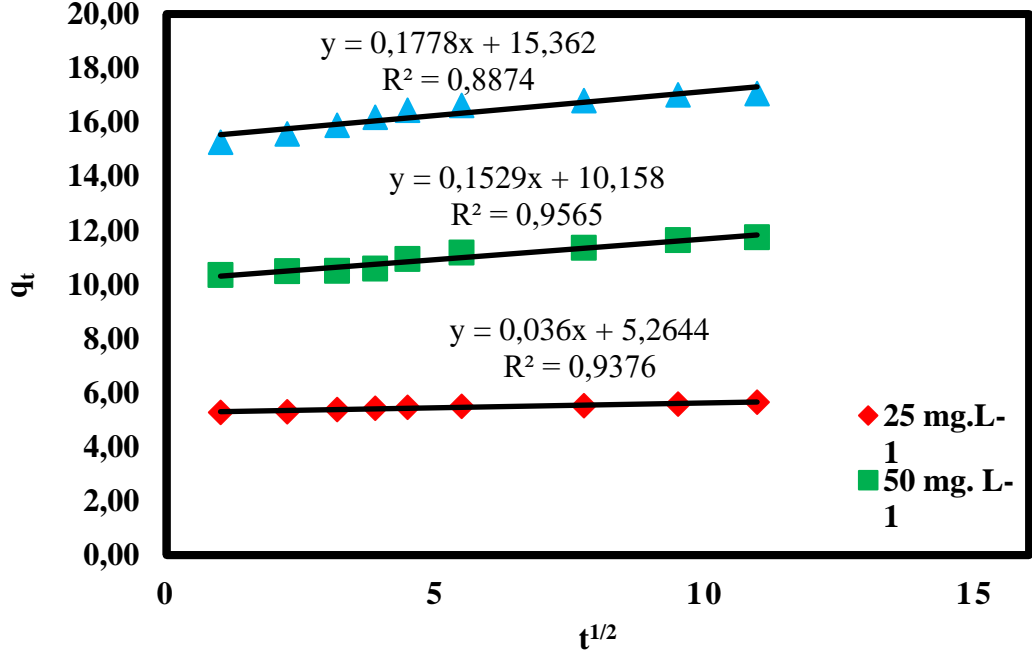 20,00
18,00
16,00
14,00
12,00
10,00
8,00
6,00
4,00
2,00
0,00
qt
y = 0,1778x + 15,362
R² = 0,8874
y = 0,1529x + 10,158
R² = 0,9565
y = 0,036x + 5,2644
R² = 0,9376
25 mg.L-
1
50 mg. L-
1
0 5 10 15
t1/2